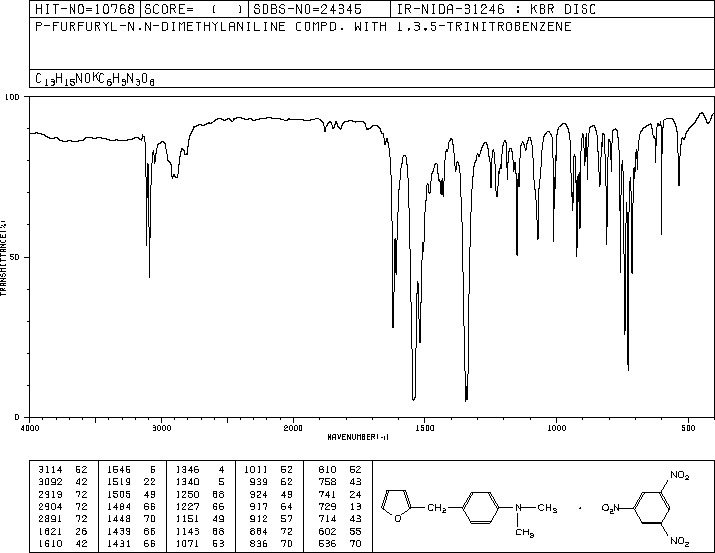 HIT-NO=10768 SCORE= ( ) SDBS-NO=24345 IR-NIDA-31246 : KBR DISC
P-FURFURYL-N.N-DIMETHYLANILINE COMPD. WITH 1,3,5-TRINITROBENZENE
C13H15NO·C6H3N3O6
100
50
0
TRANSMITTANCE(%)
4000 3000 2000 1500 1000 500
WAVENUMBER(-1)
3114 52 1546 5 1346 4 1011 52 810 52
3092 42 1519 22 1340 5 939 62 758 43
2919 72 1505 49 1250 68 924 49 741 24
2904 72 1484 66 1227 66 917 64 729 13
2891 72 1448 70 1151 49 912 57 714 43
1621 26 1439 66 1143 68 884 72 602 55
1610 42 1431 66 1071 53 836 70 536 70
NO2
O CH2 N CH3 · O2N
CH3 NO2